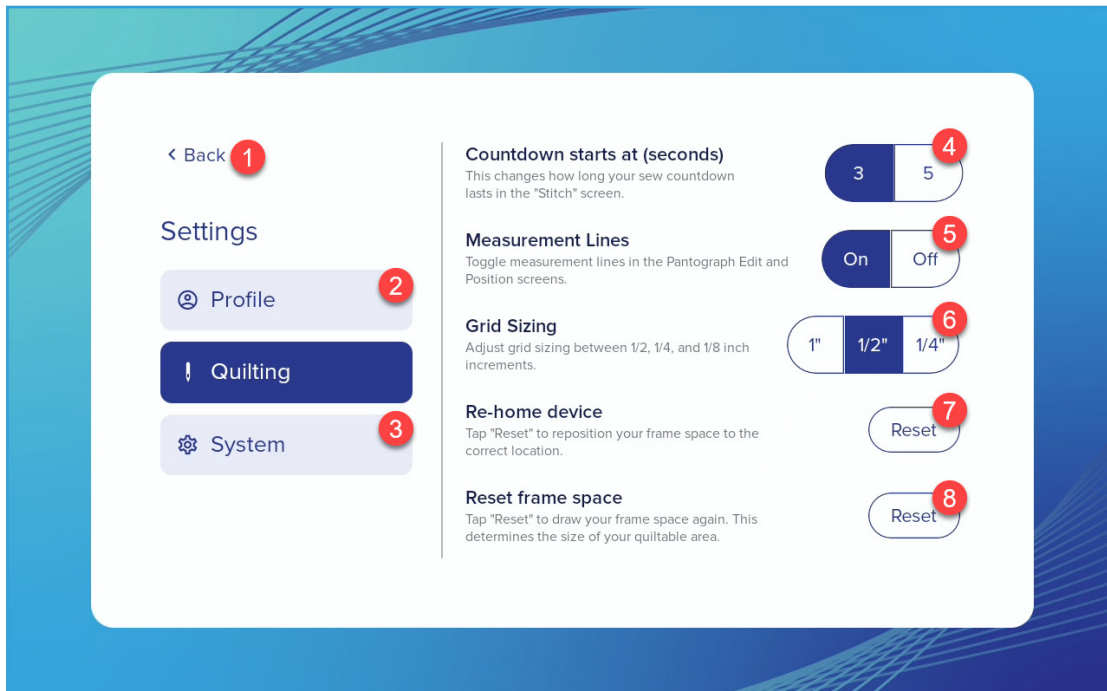 < Back 1
Settings
2
Profile
Quilting
3
System
Countdown starts at (seconds)
This changes how long your sew countdown
lasts in the "Stitch" screen.
4
3 5
Measurement Lines
Toggle measurement lines in the Pantograph Edit and
Position screens.
5
On Off
Grid Sizing
Adjust grid sizing between 1/2, 1/4, and 1/8 inch
increments.
6
1" 1/2" 1/4"
Re-home device
Tap "Reset" to reposition your frame space to the
correct location.
7
Reset
Reset frame space
Tap "Reset" to draw your frame space again. This
determines the size of your quiltable area.
8
Reset